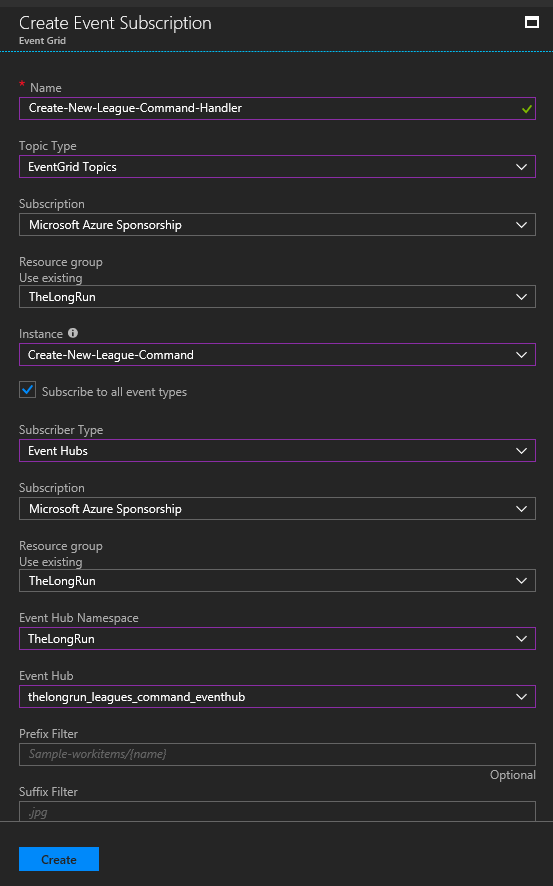 Create Event Subscription
Event Grid
* Name
Create-New-League-Command-Handler
Topic Type
EventGrid Topics
Subscription
Microsoft Azure Sponsorship
Resource group
Use existing
TheLongRun
Instance
Create-New-League-Command
Subscribe to all event types
Subscriber Type
Event Hubs
Subscription
Microsoft Azure Sponsorship
Resource group
Use existing
TheLongRun
Event Hub Namespace
TheLongRun
Event Hub
thelongrun_leagues_command_eventhub
Prefix Filter
Sample-workitems/{name}
Optional
Suffix Filter
.jpg
Create